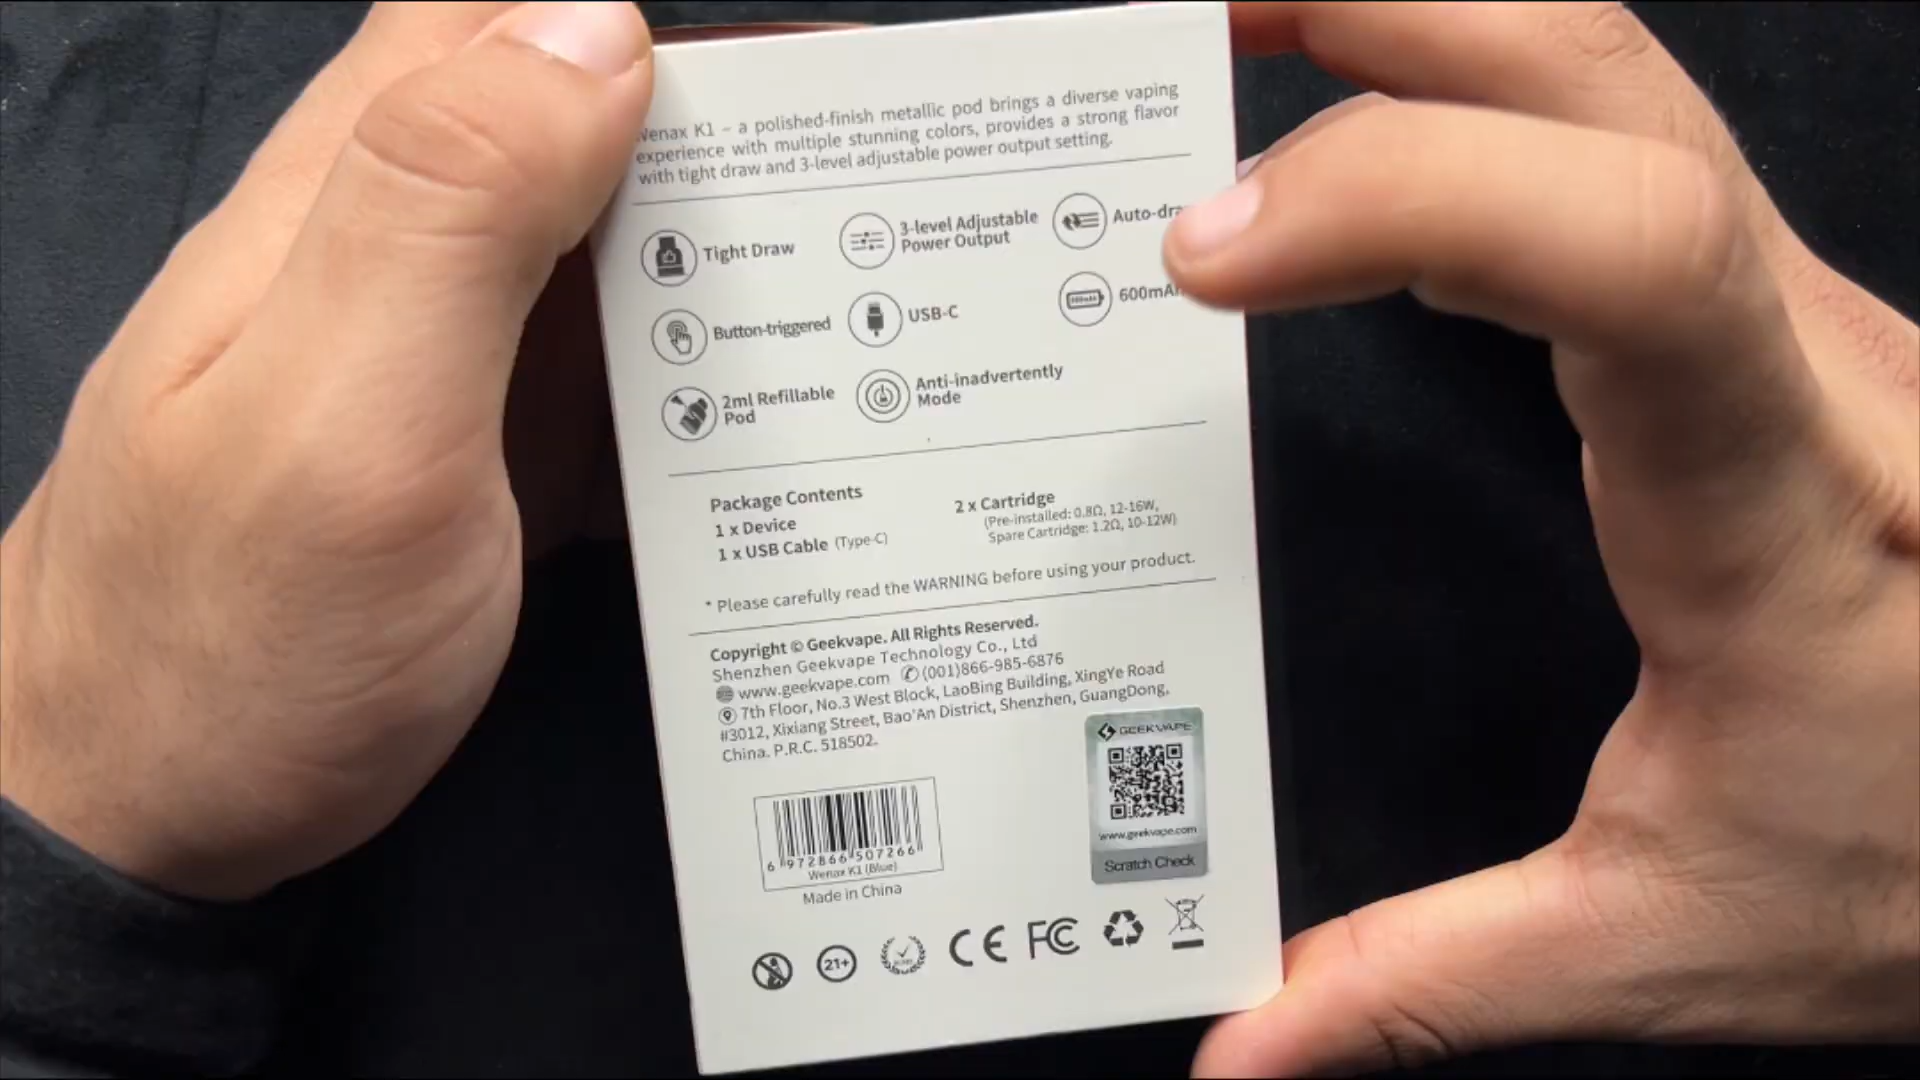 Wenax K1 – a polished-finish metallic pod brings a diverse vaping
experience with multiple stunning colors, provides a strong flavor
with tight draw and 3-level adjustable power output setting.
Tight Draw
3-level Adjustable
Power Output
Auto-dra
Button-triggered
USB-C
600mAh
2ml Refillable
Pod
Anti-inadvertently
Mode
Package Contents
1 x Device
1 x USB Cable (Type-C)
2 x Cartridge
(Pre-installed: 0.8Ω, 12-16W,
Spare Cartridge: 1.2Ω, 10-12W)
* Please carefully read the WARNING before using your product.
Copyright © Geekvape. All Rights Reserved.
Shenzhen Geekvape Technology Co., Ltd
www.geekvape.com (001)866-985-6876
7th Floor, No.3 West Block, LaoBing Building, XingYe Road
#3012, Xixiang Street, Bao'An District, Shenzhen, GuangDong,
China. P.R.C. 518502.
6 972866 507266
Wenax K1 (Blue)
Made in China
GEEKVAPE
www.geekvape.com
Scratch Check
21+
CE FC